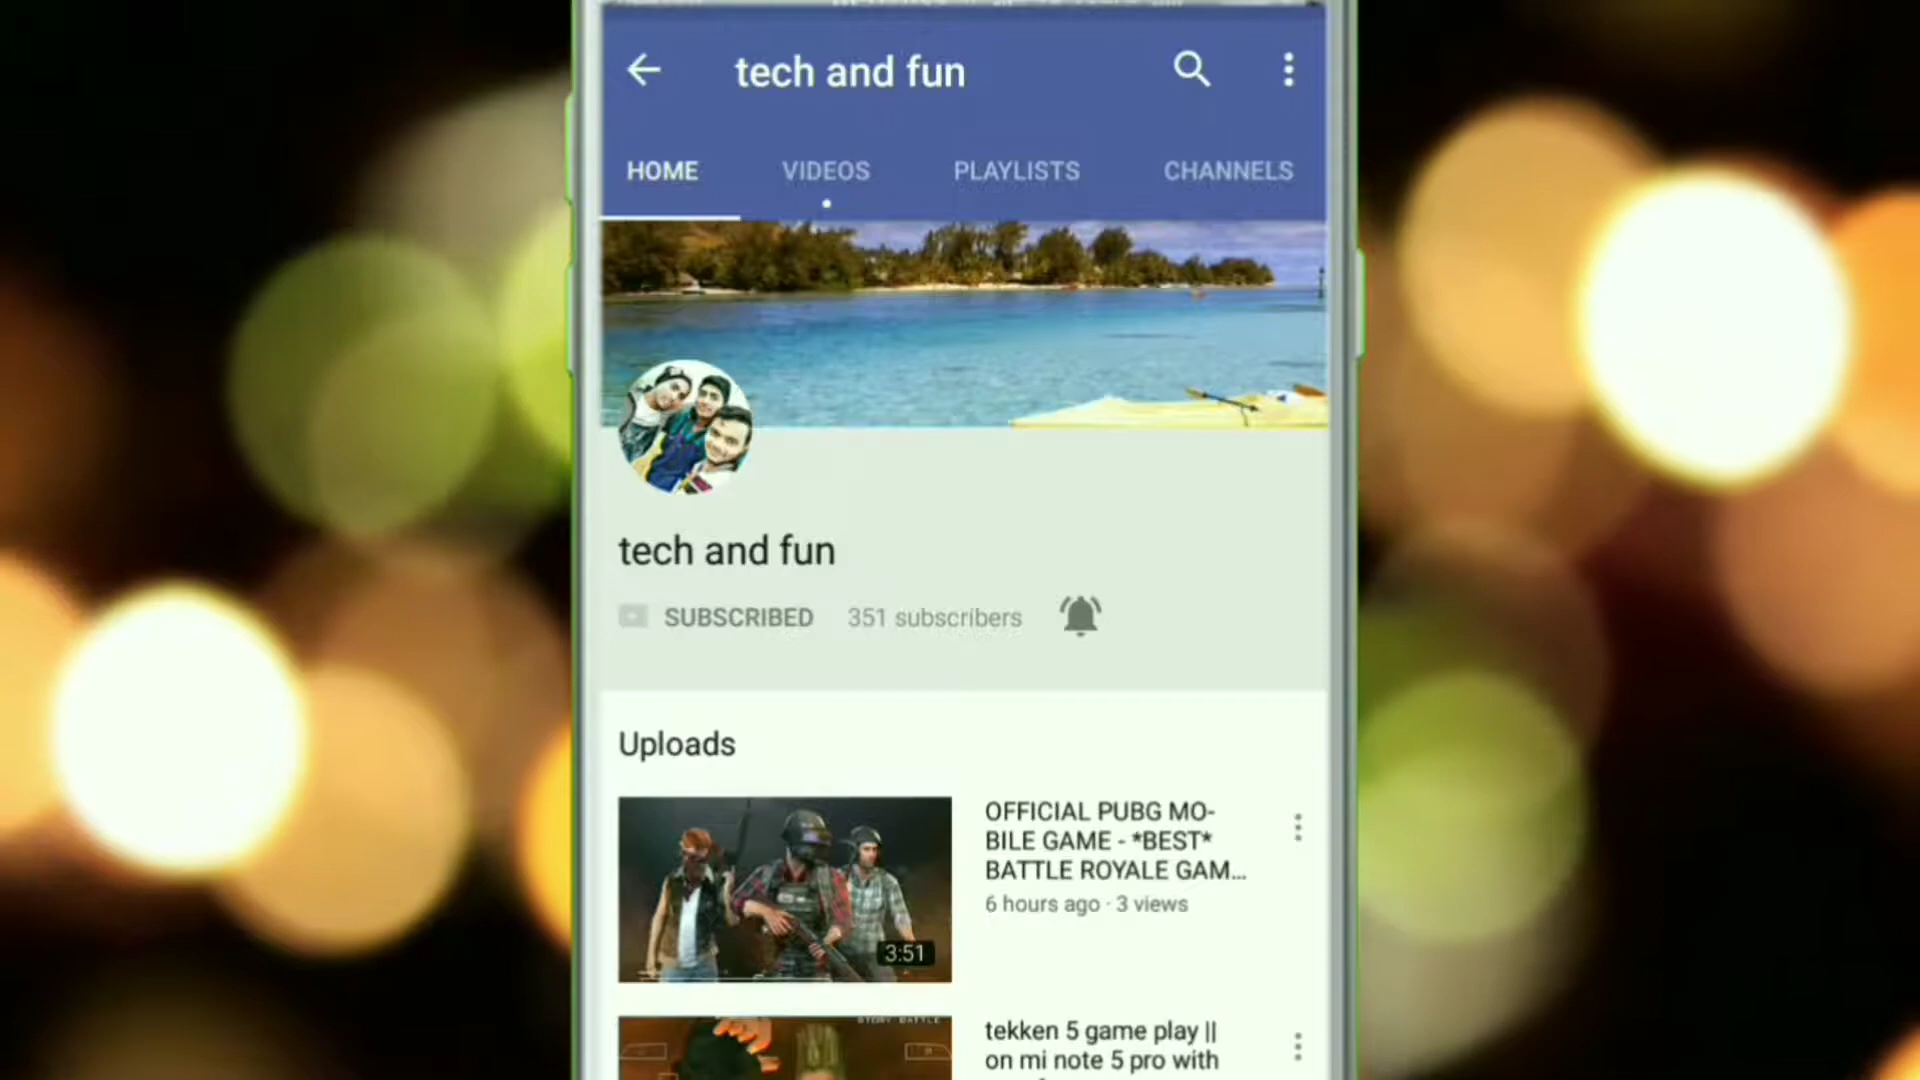 tech and fun
HOME VIDEOS PLAYLISTS CHANNELS
tech and fun
SUBSCRIBED 351 subscribers
Uploads
OFFICIAL PUBG MO-
BILE GAME - *BEST*
BATTLE ROYALE GAM...
6 hours ago · 3 views
3:51
STORY BATTLE
tekken 5 game play ||
on mi note 5 pro with